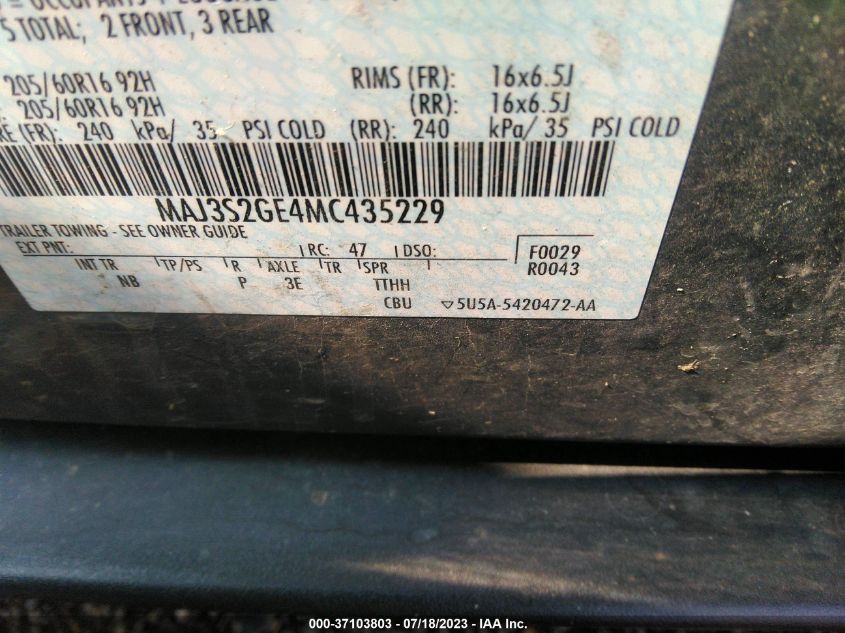 = OCCUPANTS + LUGGAGE
5 TOTAL; 2 FRONT, 3 REAR
205/60R16 92H RIMS (FR): 16x6.5J
205/60R16 92H (RR): 16x6.5J
RE (FR): 240 kPa/ 35 PSI COLD (RR): 240 kPa/ 35 PSI COLD
MAJ3S2GE4MC435229
TRAILER TOWING - SEE OWNER GUIDE
EXT PNT: RC: 47 DSO: F0029
R0043
INT TR TP/PS R AXLE TR SPR
NB P 3E TTHH
CBU ▽5U5A-5420472-AA
000-37103803 - 07/18/2023 - IAA Inc.